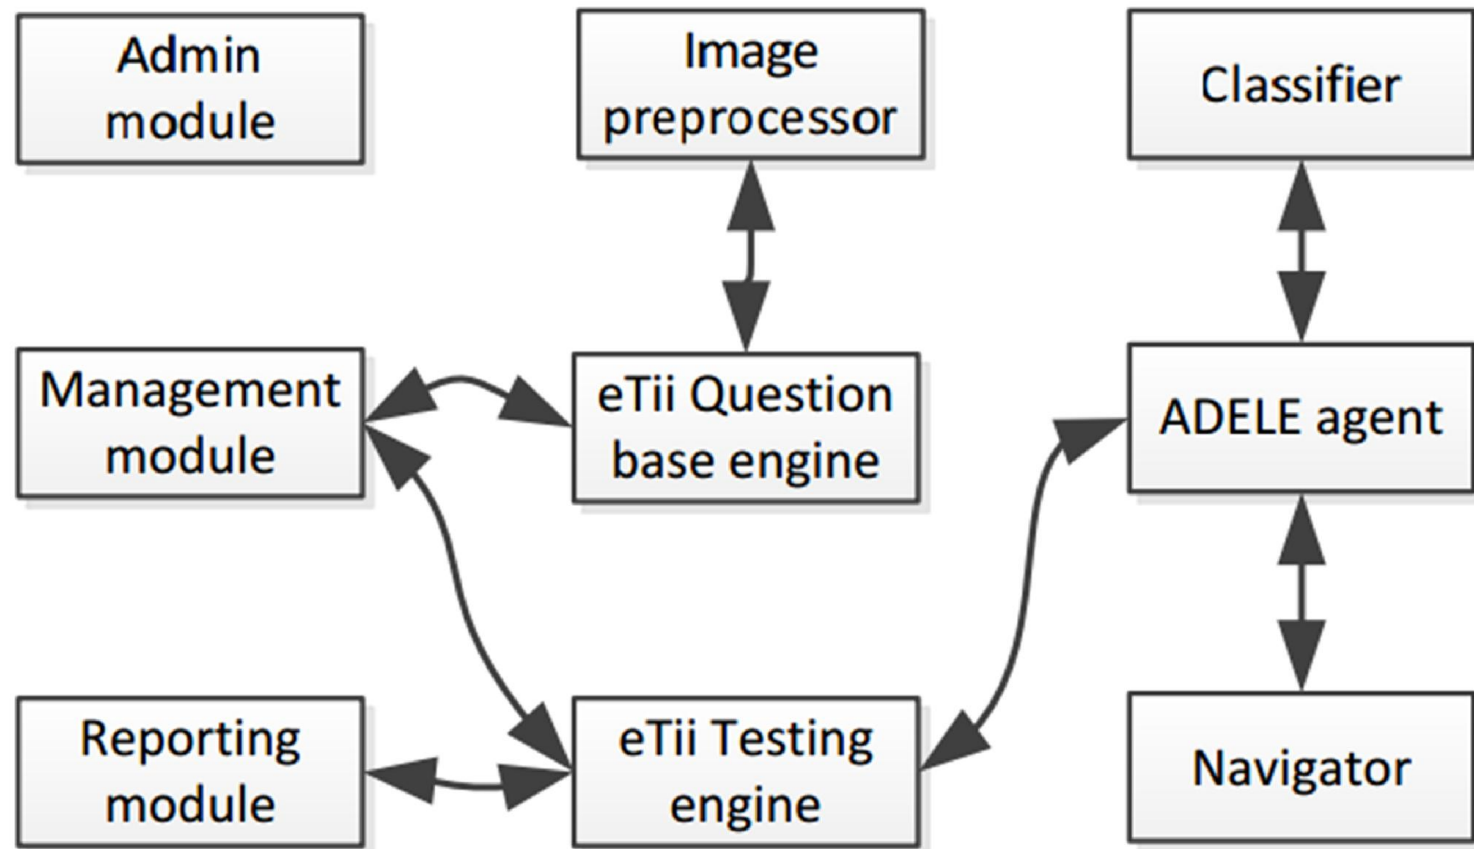 Admin
module
Image
preprocessor
Classifier
Management
module
eTii Question
base engine
ADELE agent
Reporting
module
eTii Testing
engine
Navigator